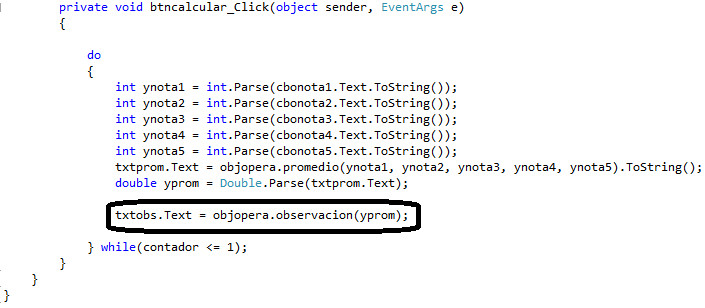 private void btncalcular_Click(object sender, EventArgs e)
{
do
{
int ynota1 = int.Parse(cbonota1.Text.ToString());
int ynota2 = int.Parse(cbonota2.Text.ToString());
int ynota3 = int.Parse(cbonota3.Text.ToString());
int ynota4 = int.Parse(cbonota4.Text.ToString());
int ynota5 = int.Parse(cbonota5.Text.ToString());
txtprom.Text = objopera.promedio(ynota1, ynota2, ynota3, ynota4, ynota5).ToString();
double yprom = Double.Parse(txtprom.Text);
txtobs.Text = objopera.observacion(yprom);
} while(contador <= 1);
}
}
}